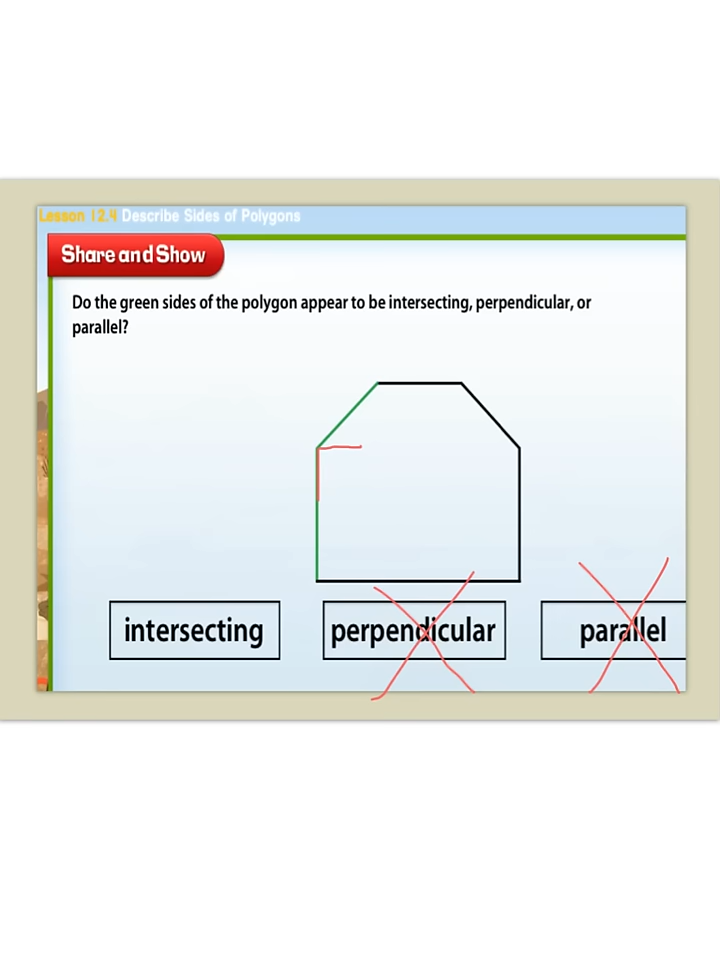 Lesson 12.4 Describe Sides of Polygons
Share and Show
Do the green sides of the polygon appear to be intersecting, perpendicular, or
parallel?
intersecting perpendicular parallel